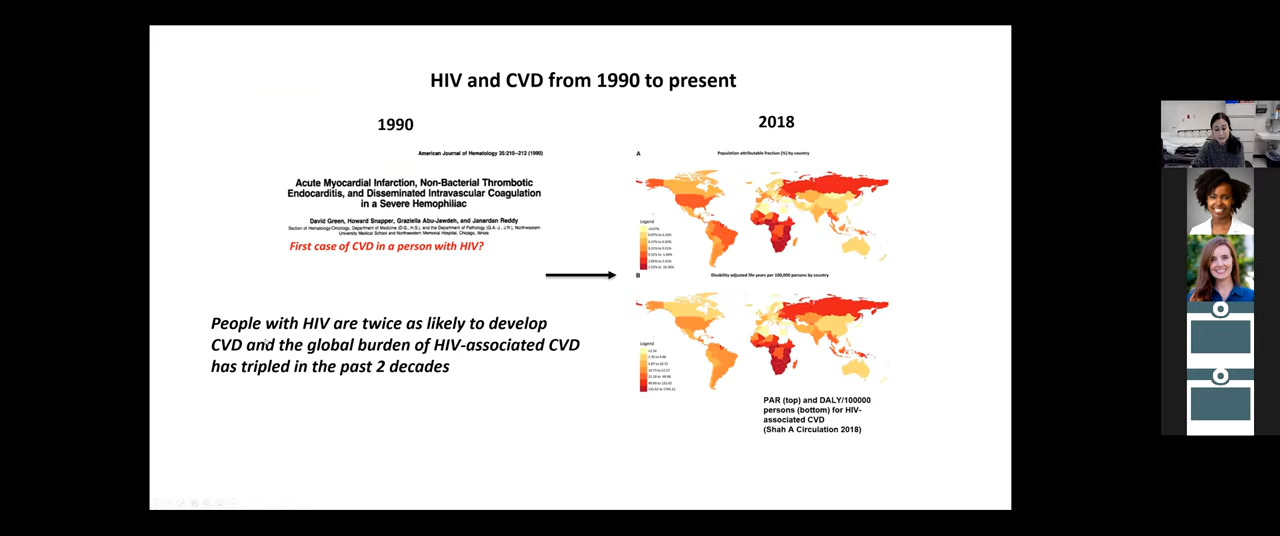 HIV and CVD from 1990 to present
1990
American Journal of Hematology 35:210–212 (1990)
Acute Myocardial Infarction, Non-Bacterial Thrombotic
Endocarditis, and Disseminated Intravascular Coagulation
in a Severe Hemophiliac
David Green, Howard Snapper, Graziella Abu-Jawdeh, and Janardan Reddy
Section of Hematology/Oncology, Department of Medicine (D.G., H.S.), and the Department of Pathology (G.A.-J., J.R.), Northwestern
University Medical School and Northwestern Memorial Hospital, Chicago, Illinois
First case of CVD in a person with HIV?
People with HIV are twice as likely to develop
CVD and the global burden of HIV-associated CVD
has tripled in the past 2 decades
2018
A
Population attributable fraction (%) by country
Legend
B
Disability adjusted life years per 100,000 persons by country
Legend
PAR (top) and DALY/100000
persons (bottom) for HIV-
associated CVD
(Shah A Circulation 2018)